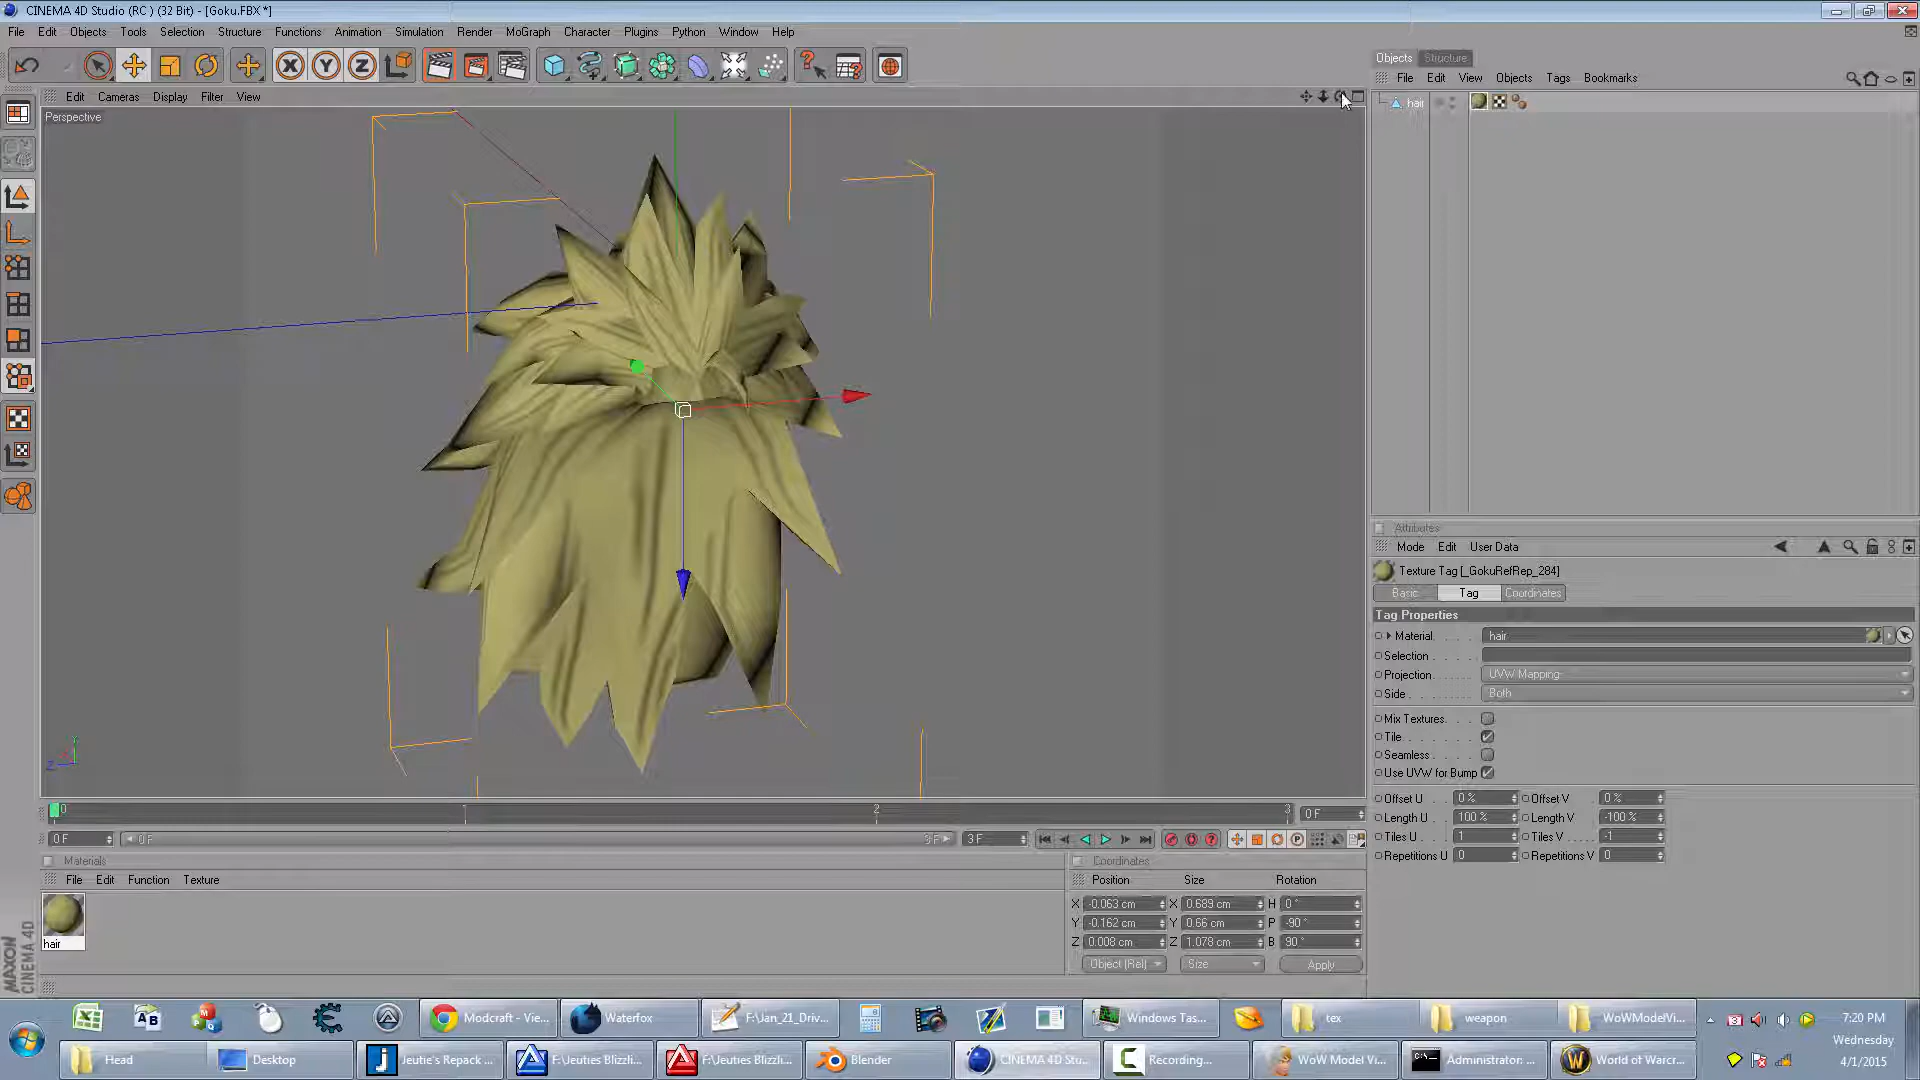 CINEMA 4D Studio (RC ) (32 Bit) - [Goku.FBX *]
File Edit Objects Tools Selection Structure Functions Animation Simulation Render MoGraph Character Plugins Python Window Help
Objects Structure
File Edit View Objects Tags Bookmarks
hair
Edit Cameras Display Filter View
Perspective
Attributes
Mode Edit User Data
Texture Tag [_GokuRefRep_284]
Basic Tag Coordinates
Tag Properties
Material hair
Selection
Projection UVW Mapping
Side Both
Mix Textures
Tile
Seamless
Use UVW for Bump
Offset U 0 % Offset V 0 %
Length U 100 % Length V -100 %
Tiles U 1 Tiles V -1
Repetitions U 0 Repetitions V 0
0 1 2 3 0 F
0 F 0 F 3 F 3 F
Materials
File Edit Function Texture
hair
Coordinates
Position Size Rotation
X -0.063 cm X 0.689 cm H 0 °
Y -0.162 cm Y 0.66 cm P -90 °
Z 0.008 cm Z 1.078 cm B 90 °
Object (Rel) Size Apply
MAXON
CINEMA 4D
Modcraft - Vie... Waterfox F:\Jan_21_Driv... Windows Tas... tex weapon WoWModelVi...
Head Desktop Jeutie's Repack ... F:\Jeuties Blizzli... F:\Jeuties Blizzli... Blender CINEMA 4D Stu... Recording... WoW Model Vi... Administrator: ... World of Warcr...
7:20 PM
Wednesday
4/1/2015